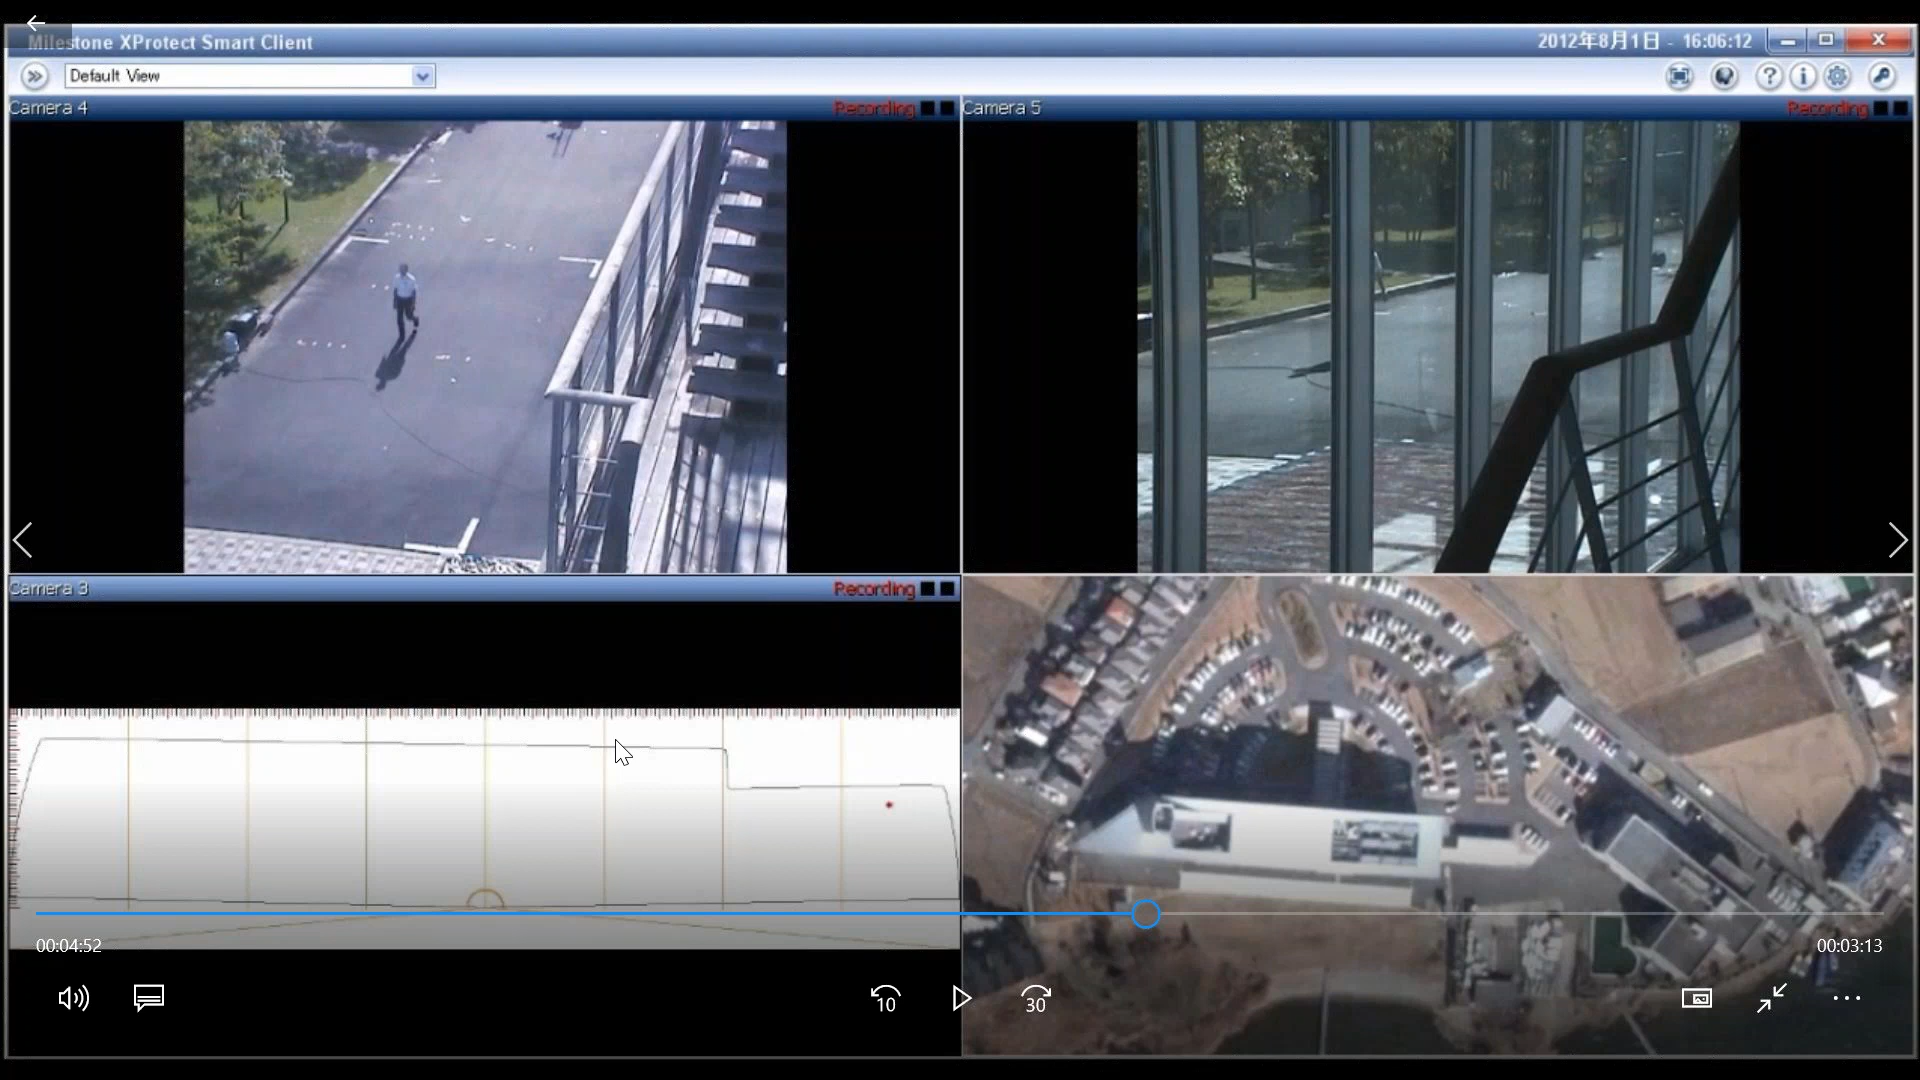 Milestone XProtect Smart Client
2012年8月1日 - 16:06:12
Default View
Camera 4
Recording
Camera 5
Recording
Camera 3
Recording
00:04:52
00:03:13
10
30